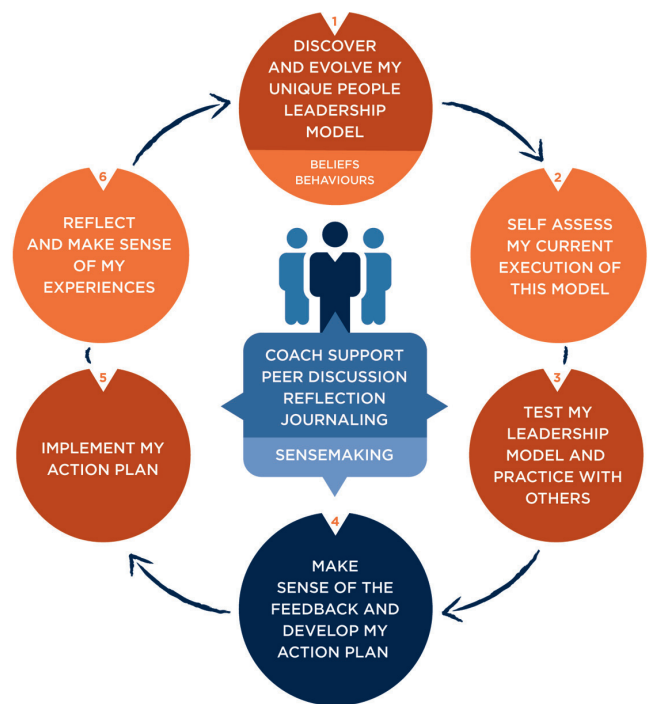 1
DISCOVER
AND EVOLVE MY
UNIQUE PEOPLE
LEADERSHIP
MODEL
BELIEFS
BEHAVIOURS
2
SELF ASSESS
MY CURRENT
EXECUTION OF
THIS MODEL
3
TEST MY
LEADERSHIP
MODEL AND
PRACTICE WITH
OTHERS
4
MAKE
SENSE OF THE
FEEDBACK AND
DEVELOP MY
ACTION PLAN
5
IMPLEMENT MY
ACTION PLAN
6
REFLECT
AND MAKE SENSE
OF MY
EXPERIENCES
COACH SUPPORT
PEER DISCUSSION
REFLECTION
JOURNALING
SENSEMAKING